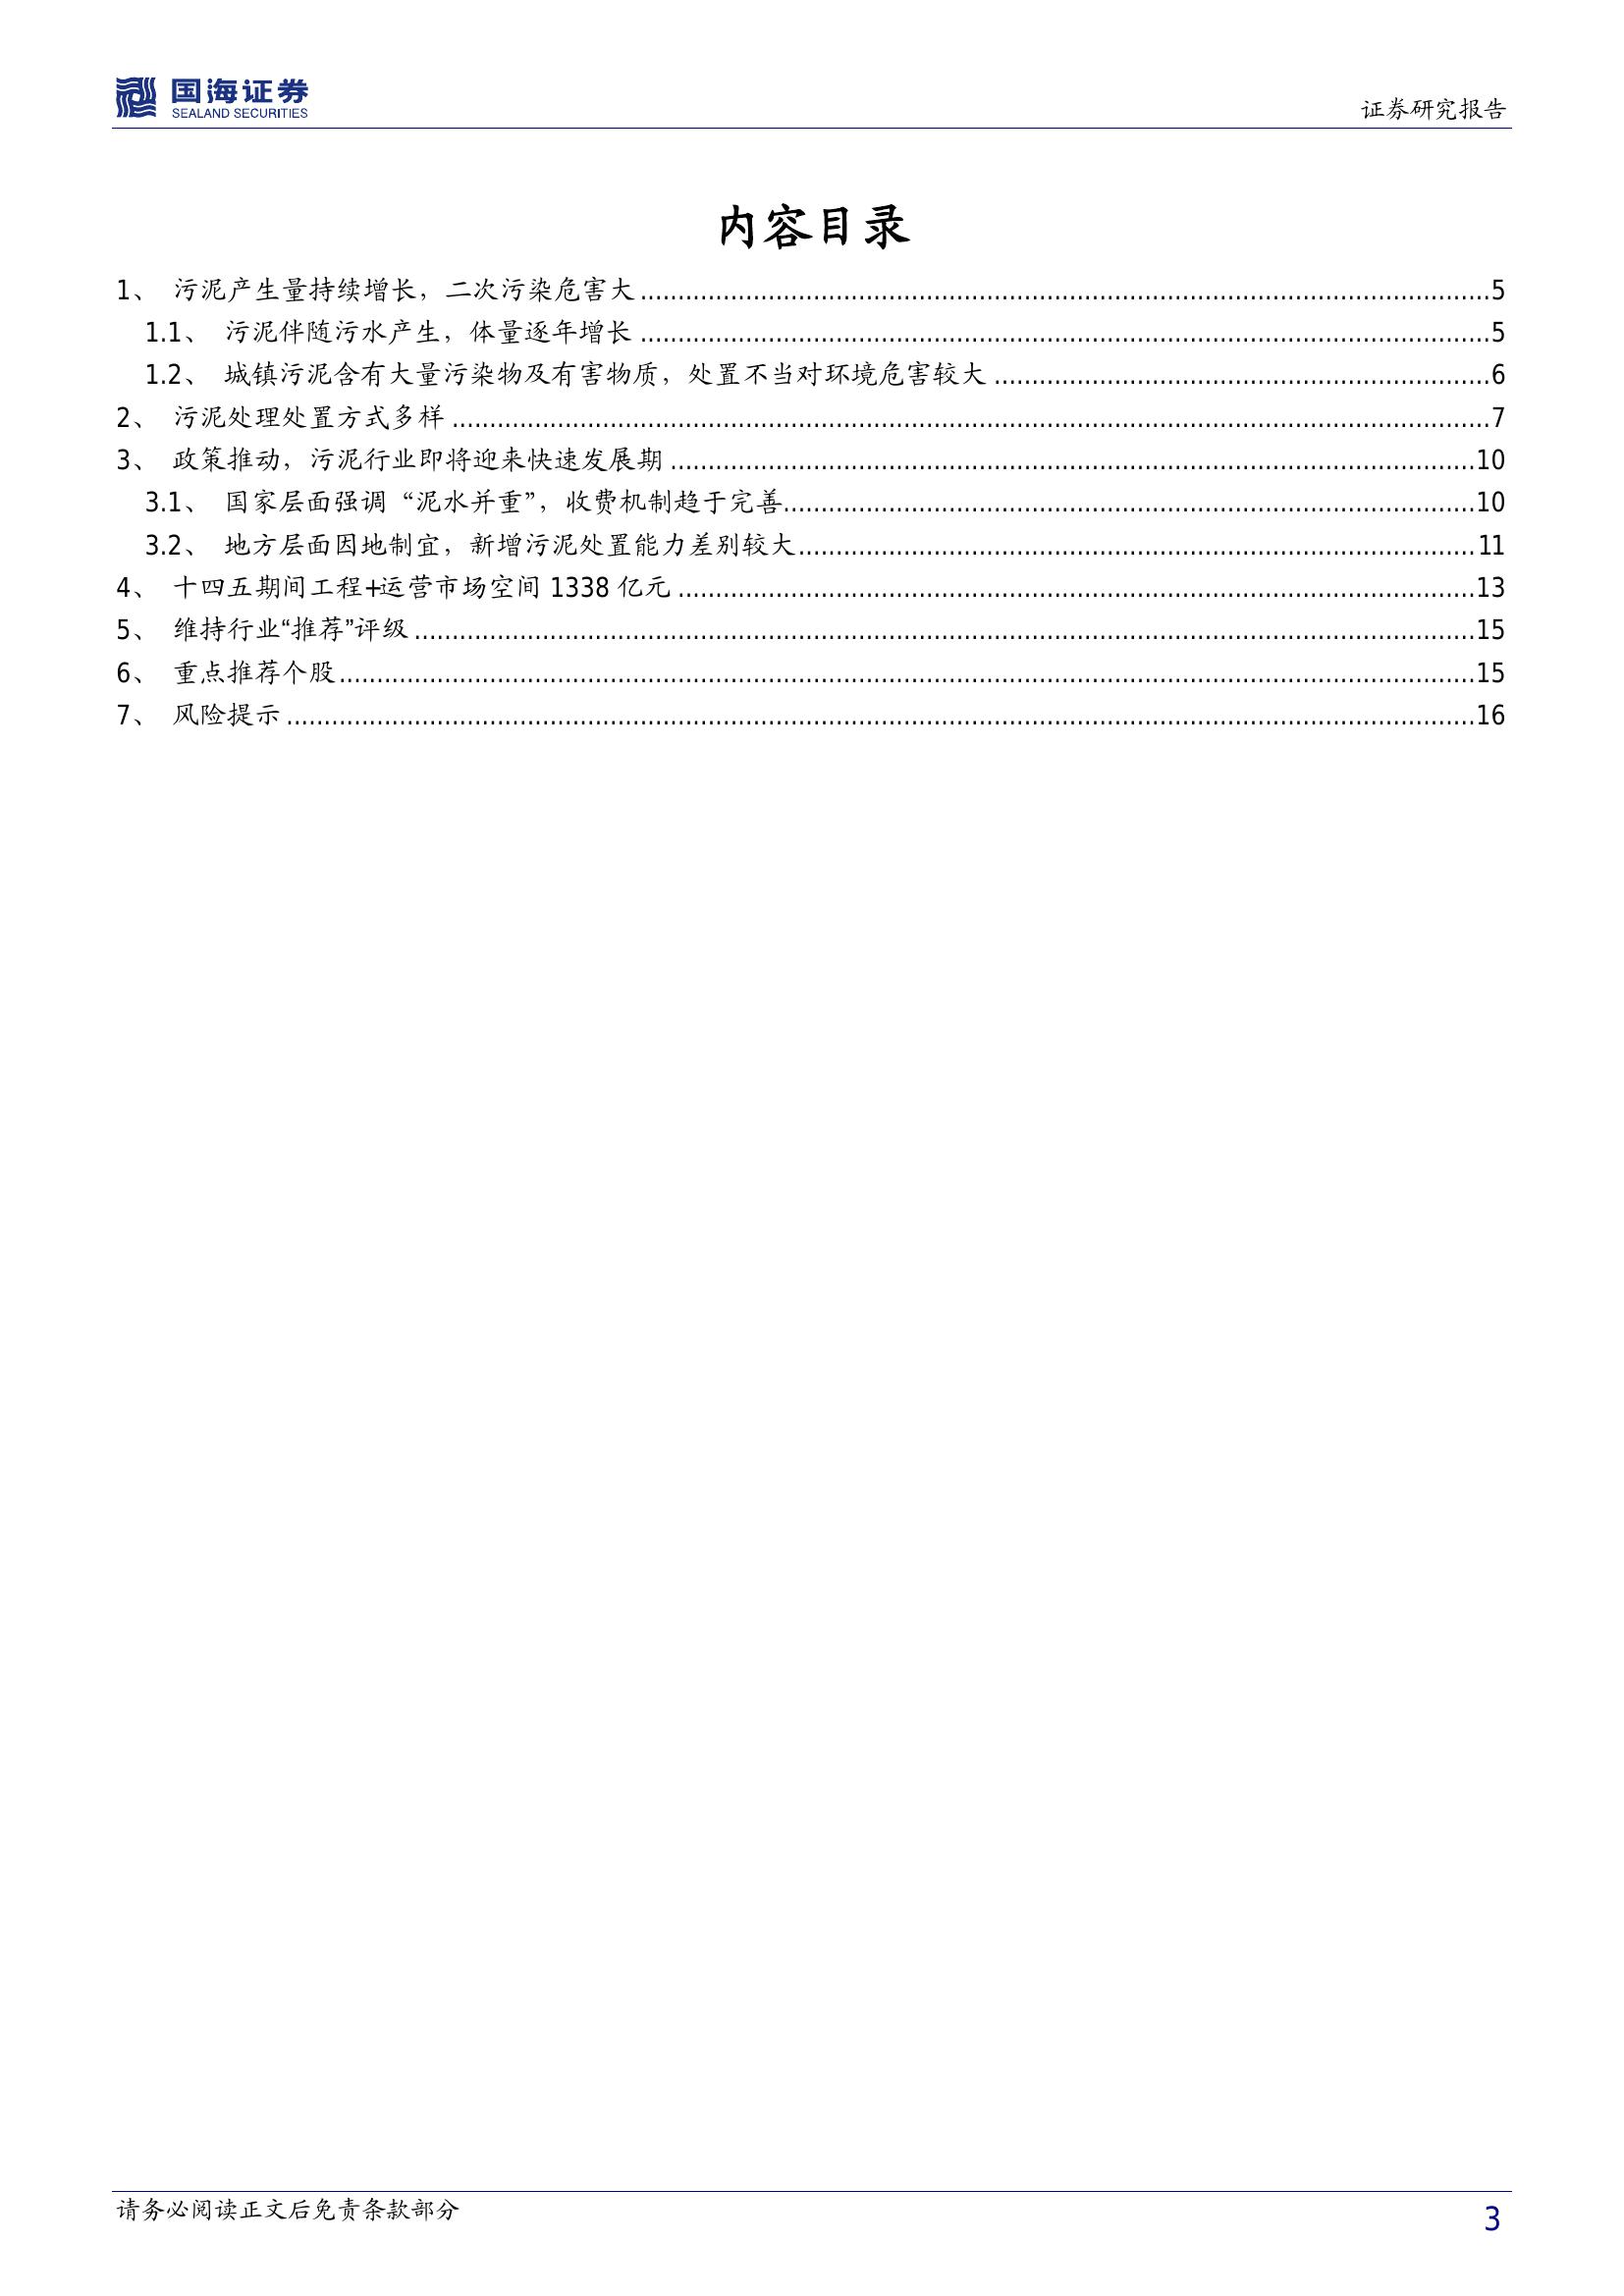 国海证券
SEALAND SECURITIES
证券研究报告
内容目录
1、 污泥产生量持续增长，二次污染危害大....................5
1.1、 污泥伴随污水产生，体量逐年增长....................5
1.2、 城镇污泥含有大量污染物及有害物质，处置不当对环境危害较大....................6
2、 污泥处理处置方式多样....................7
3、 政策推动，污泥行业即将迎来快速发展期....................10
3.1、 国家层面强调“泥水并重”，收费机制趋于完善....................10
3.2、 地方层面因地制宜，新增污泥处置能力差别较大....................11
4、 十四五期间工程+运营市场空间 1338 亿元....................13
5、 维持行业“推荐”评级....................15
6、 重点推荐个股....................15
7、 风险提示....................16
请务必阅读正文后免责条款部分
3